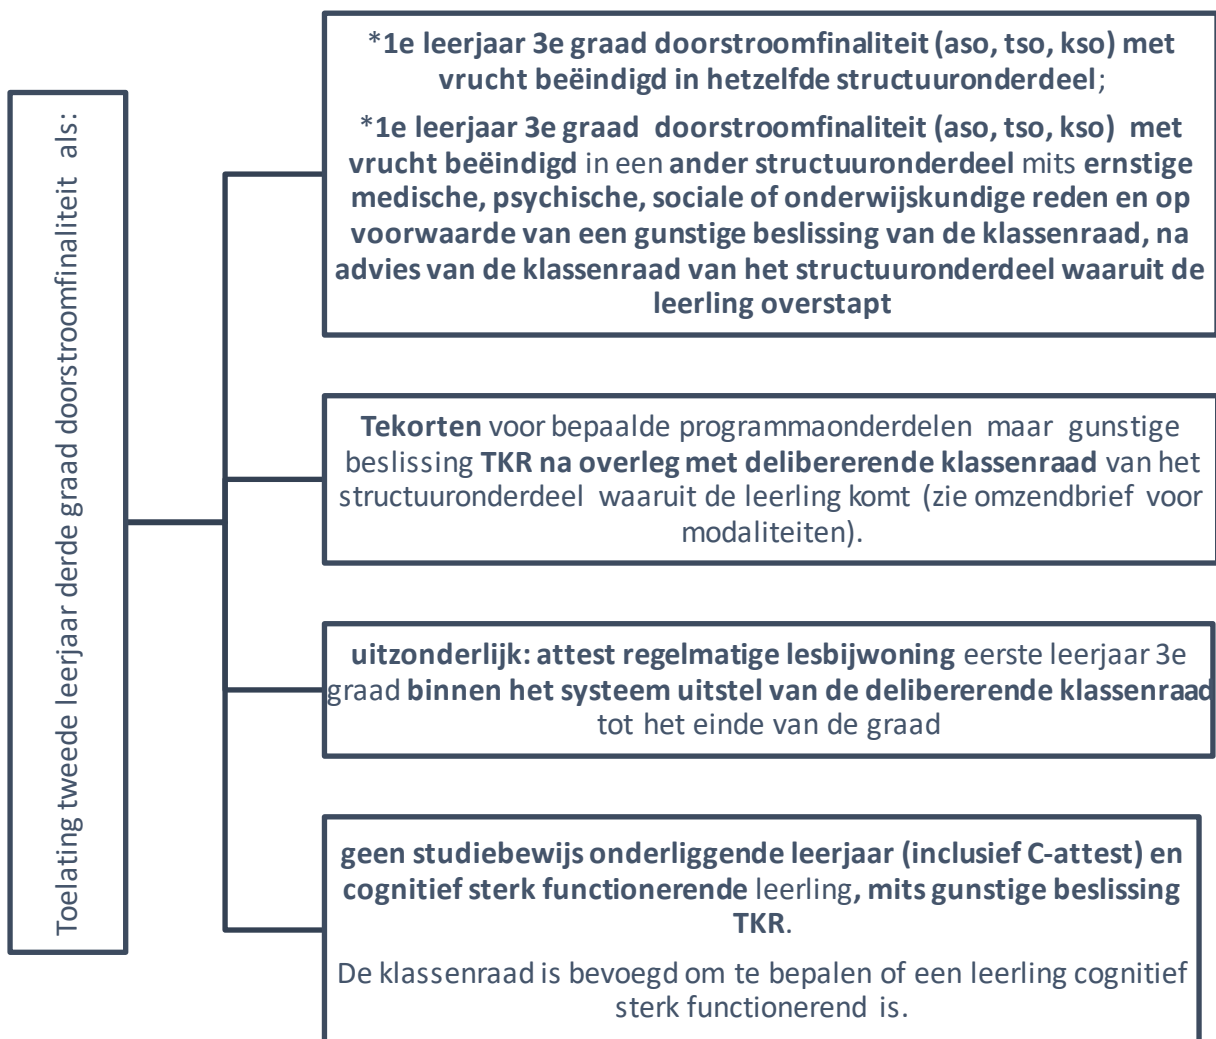 Toelating tweede leerjaar derde graad doorstroomfinaliteit als:
*1e leerjaar 3e graad doorstroomfinaliteit (aso, tso, kso) met
vrucht beëindigd in hetzelfde structuuronderdeel;
*1e leerjaar 3e graad doorstroomfinaliteit (aso, tso, kso) met
vrucht beëindigd in een ander structuuronderdeel mits ernstige
medische, psychische, sociale of onderwijskundige reden en op
voorwaarde van een gunstige beslissing van de klassenraad, na
advies van de klassenraad van het structuuronderdeel waaruit de
leerling overstapt
Tekorten voor bepaalde programmaonderdelen maar gunstige
beslissing TKR na overleg met delibererende klassenraad van het
structuuronderdeel waaruit de leerling komt (zie omzendbrief voor
modaliteiten).
uitzonderlijk: attest regelmatige lesbijwoning eerste leerjaar 3e
graad binnen het systeem uitstel van de delibererende klassenraad
tot het einde van de graad
geen studiebewijs onderliggende leerjaar (inclusief C-attest) en
cognitief sterk functionerende leerling, mits gunstige beslissing
TKR.
De klassenraad is bevoegd om te bepalen of een leerling cognitief
sterk functionerend is.